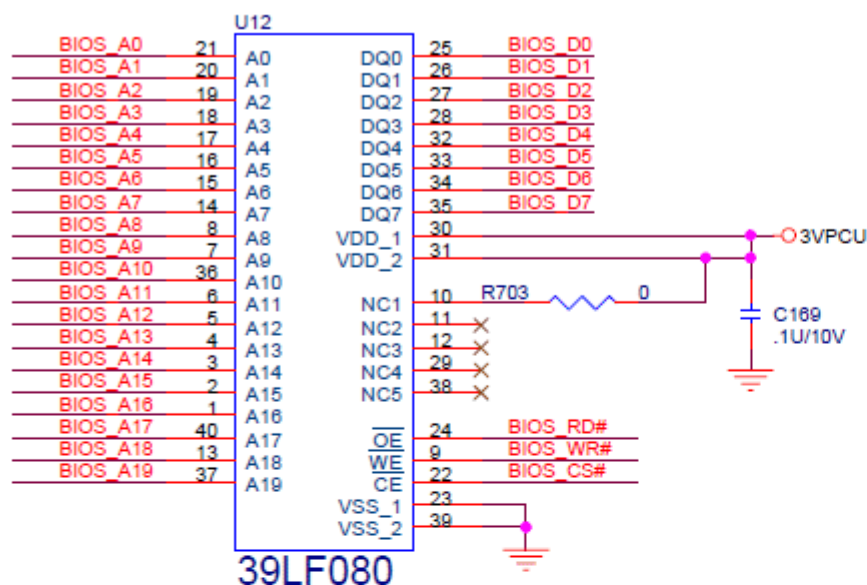 U12
BIOS_A0 21 A0 DQ0 25 BIOS_D0
BIOS_A1 20 A1 DQ1 26 BIOS_D1
BIOS_A2 19 A2 DQ2 27 BIOS_D2
BIOS_A3 18 A3 DQ3 28 BIOS_D3
BIOS_A4 17 A4 DQ4 32 BIOS_D4
BIOS_A5 16 A5 DQ5 33 BIOS_D5
BIOS_A6 15 A6 DQ6 34 BIOS_D6
BIOS_A7 14 A7 DQ7 35 BIOS_D7
BIOS_A8 8 A8 VDD_1 30 3VPCU
BIOS_A9 7 A9 VDD_2 31
BIOS_A10 36 A10
BIOS_A11 6 A11 NC1 10 R703 0
BIOS_A12 5 A12 NC2 11 C169
BIOS_A13 4 A13 NC3 12 .1U/10V
BIOS_A14 3 A14 NC4 29
BIOS_A15 2 A15 NC5 38
BIOS_A16 1 A16
BIOS_A17 40 A17 OE 24 BIOS_RD#
BIOS_A18 13 A18 WE 9 BIOS_WR#
BIOS_A19 37 A19 CE 22 BIOS_CS#
VSS_1 23
VSS_2 39
39LF080